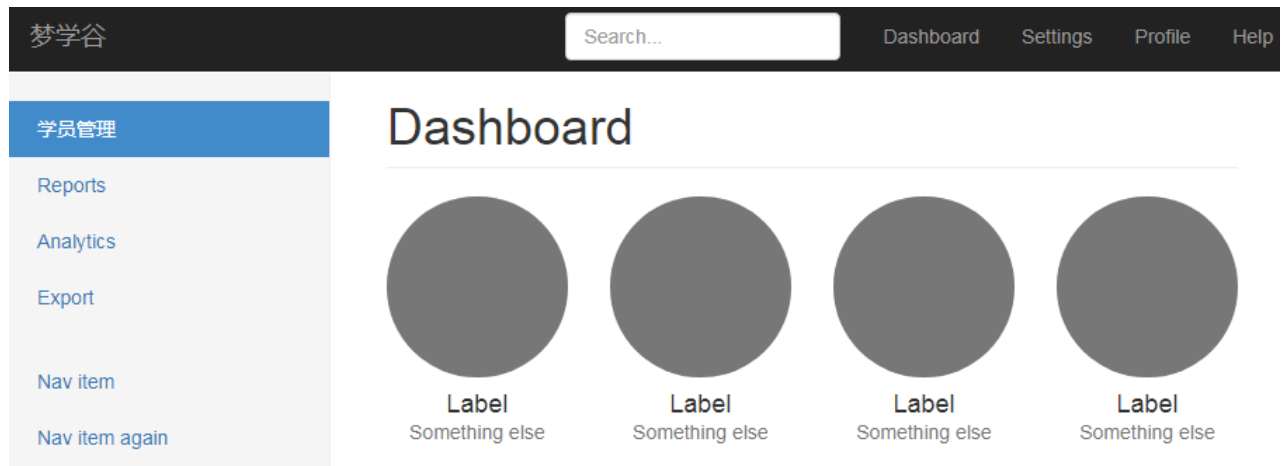 梦学谷 Search... Dashboard Settings Profile Help
学员管理
Reports
Analytics
Export
Nav item
Nav item again
Dashboard
Label Label Label Label
Something else Something else Something else Something else